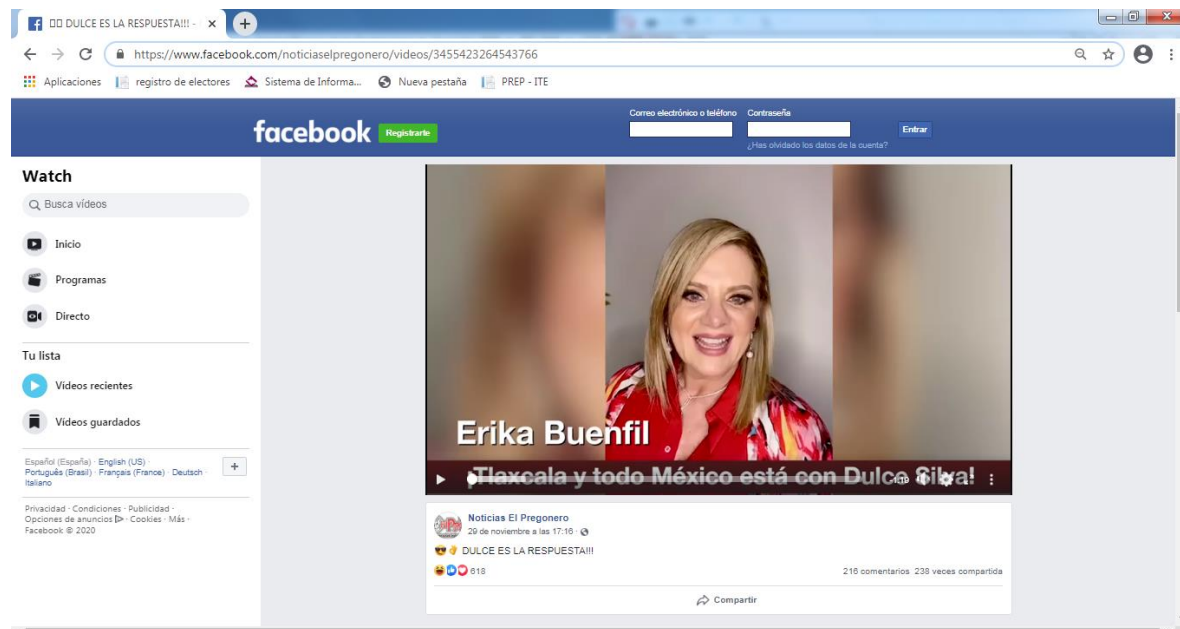 DULCE ES LA RESPUESTA!!! -
https://www.facebook.com/noticiaselpregonero/videos/3455423264543766
Aplicaciones registro de electores Sistema de Informa... Nueva pestaña PREP - ITE
Correo electrónico o teléfono Contraseña
facebook Registrarte Entrar
¿Has olvidado los datos de la cuenta?
Watch
Busca vídeos
Inicio
Programas
Directo
Tu lista
Vídeos recientes
Vídeos guardados
Español (España) · English (US) ·
Português (Brasil) · Français (France) · Deutsch ·
Italiano
Privacidad · Condiciones · Publicidad ·
Opciones de anuncios · Cookies · Más ·
Facebook © 2020
Erika Buenfil
¡Tlaxcala y todo México está con Dulce Silva!
Noticias El Pregonero
29 de noviembre a las 17:16 ·
DULCE ES LA RESPUESTA!!!
618 216 comentarios 238 veces compartida
Compartir